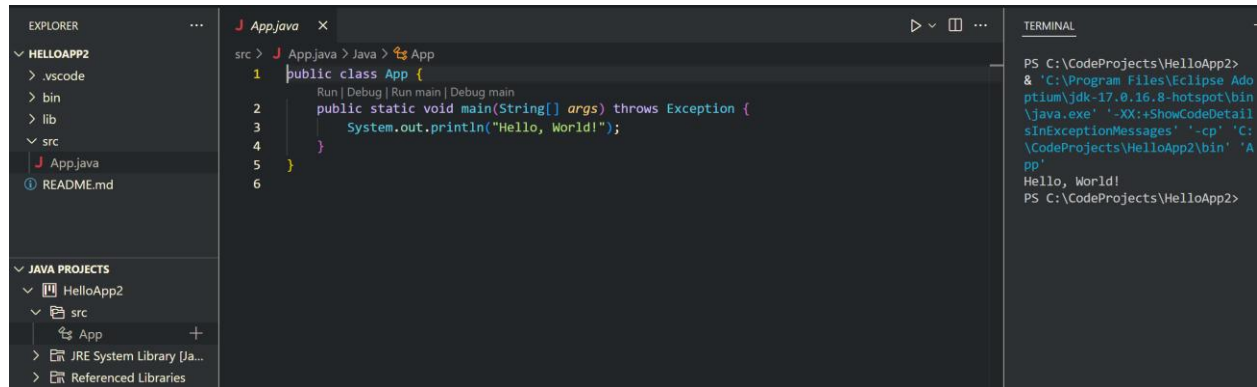 EXPLORER
...
HELLOAPP2
.vscode
bin
lib
src
J App.java
README.md
JAVA PROJECTS
HelloApp2
src
App
JRE System Library [Ja...
Referenced Libraries
J App.java
...
src > J App.java > Java > App
1 public class App {
Run | Debug | Run main | Debug main
2 public static void main(String[] args) throws Exception {
3 System.out.println("Hello, World!");
4 }
5 }
6
TERMINAL
PS C:\CodeProjects\HelloApp2>
& 'C:\Program Files\Eclipse Ado
ptium\jdk-17.0.16.8-hotspot\bin
\java.exe' '-XX:+ShowCodeDetail
sInExceptionMessages' '-cp' 'C:
\CodeProjects\HelloApp2\bin' 'A
pp'
Hello, World!
PS C:\CodeProjects\HelloApp2>